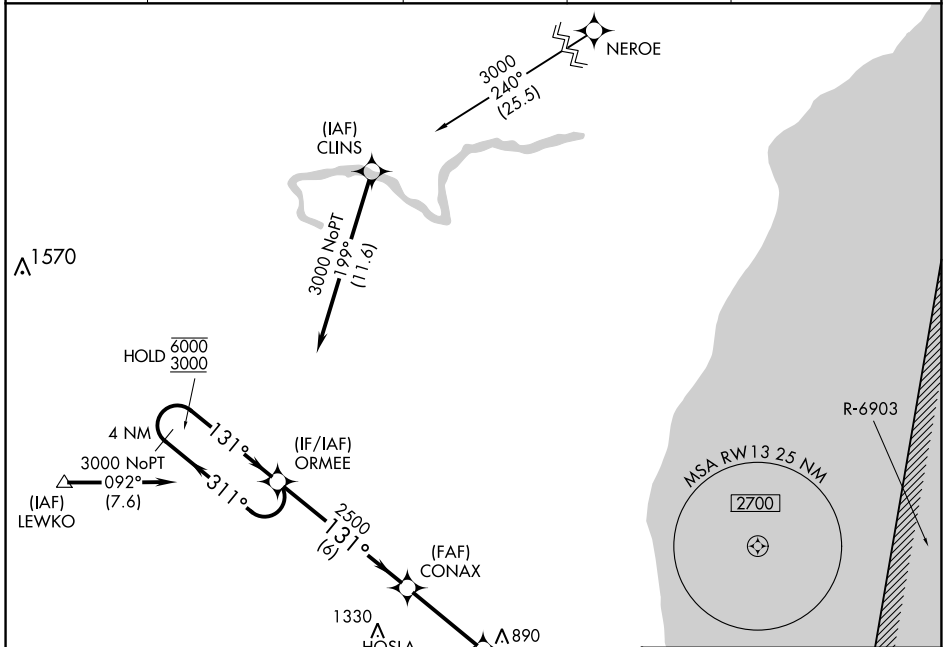 NEROE
3000
240°
(25.5)
(IAF)
CLINS
3000 NoPT
199°
(11.6)
1570
HOLD 6000
3000
4 NM
131°
311°
(IF/IAF)
ORMEE
3000 NoPT
092°
(7.6)
(IAF)
LEWKO
2500
131°
(6)
(FAF)
CONAX
1330
890
R-6903
MSA RW13 25 NM
2700